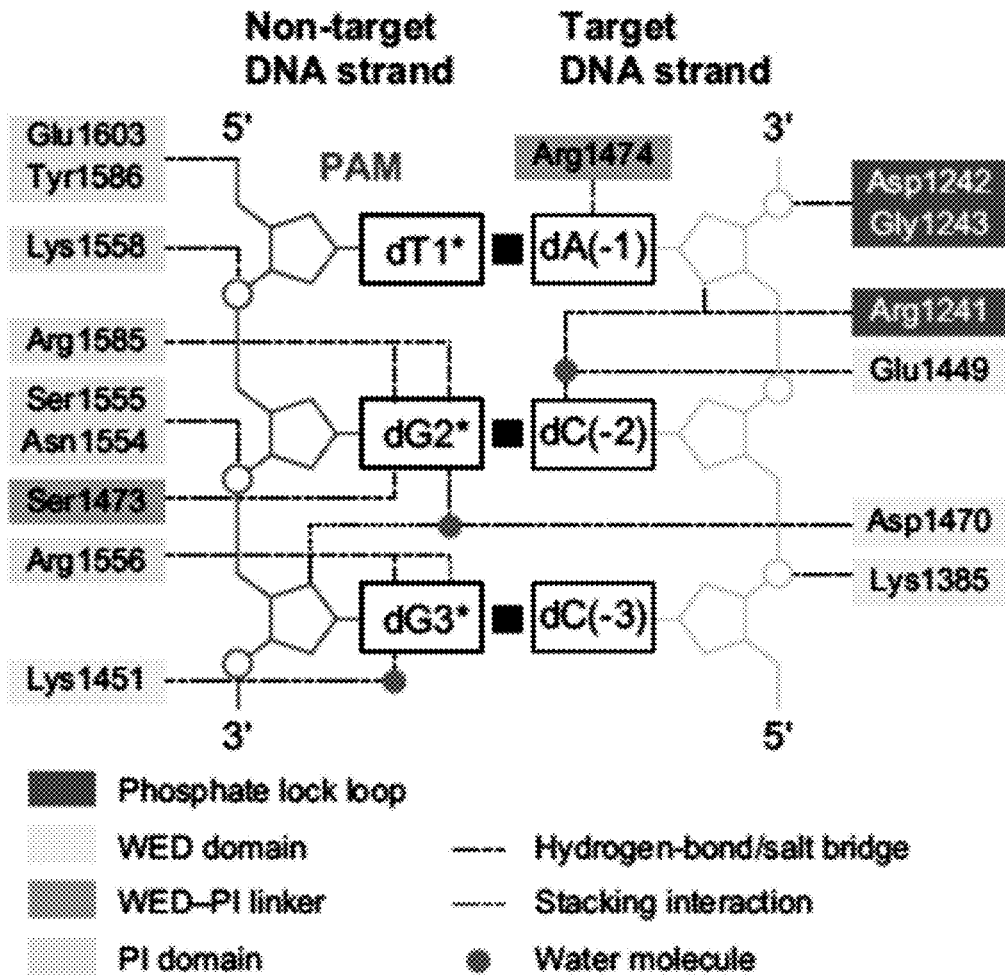 Non-target
DNA strand
Target
DNA strand
5'
3'
Glu1603
Tyr1586
PAM
Arg1474
Asp1242
Gly1243
Lys1558
dT1*
dA(-1)
Arg1241
Arg1585
Glu1449
Ser1555
Asn1554
dG2*
dC(-2)
Ser1473
Asp1470
Arg1556
Lys1385
dG3*
dC(-3)
Lys1451
3'
5'
Phosphate lock loop
WED domain
Hydrogen-bond/salt bridge
WED–PI linker
Stacking interaction
PI domain
Water molecule